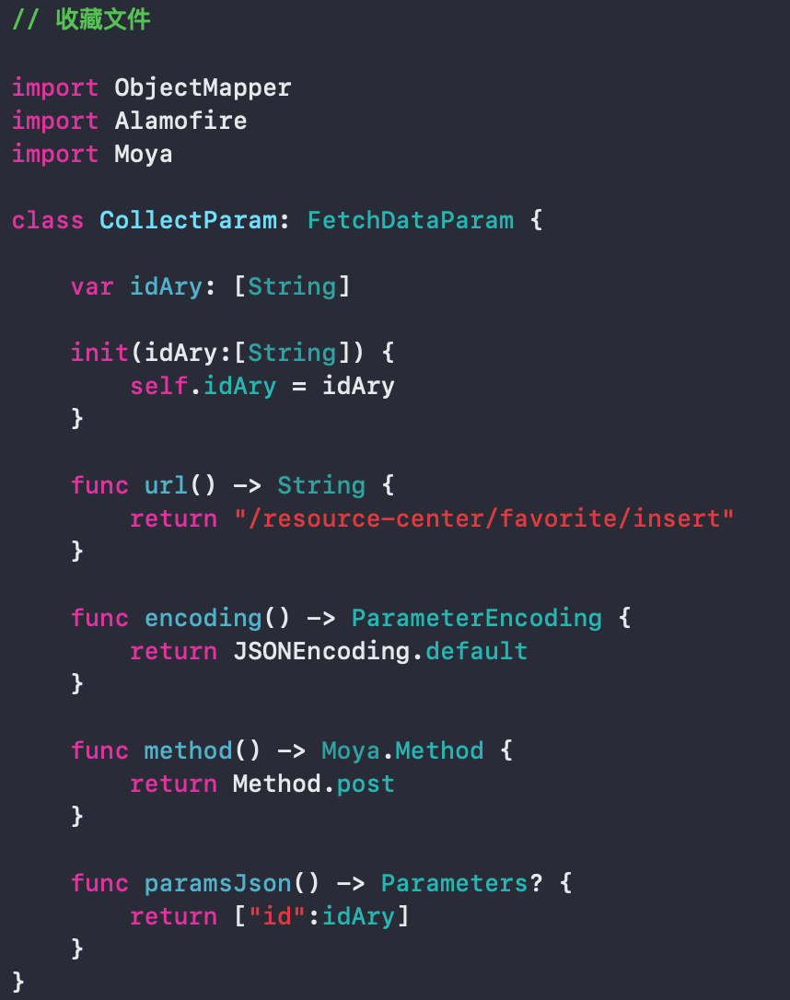 // 收藏文件
import ObjectMapper
import Alamofire
import Moya
class CollectParam: FetchDataParam {
    var idAry: [String]
    init(idAry:[String]) {
        self.idAry = idAry
    }
    func url() -> String {
        return "/resource-center/favorite/insert"
    }
    func encoding() -> ParameterEncoding {
        return JSONEncoding.default
    }
    func method() -> Moya.Method {
        return Method.post
    }
    func paramsJson() -> Parameters? {
        return ["id":idAry]
    }
}